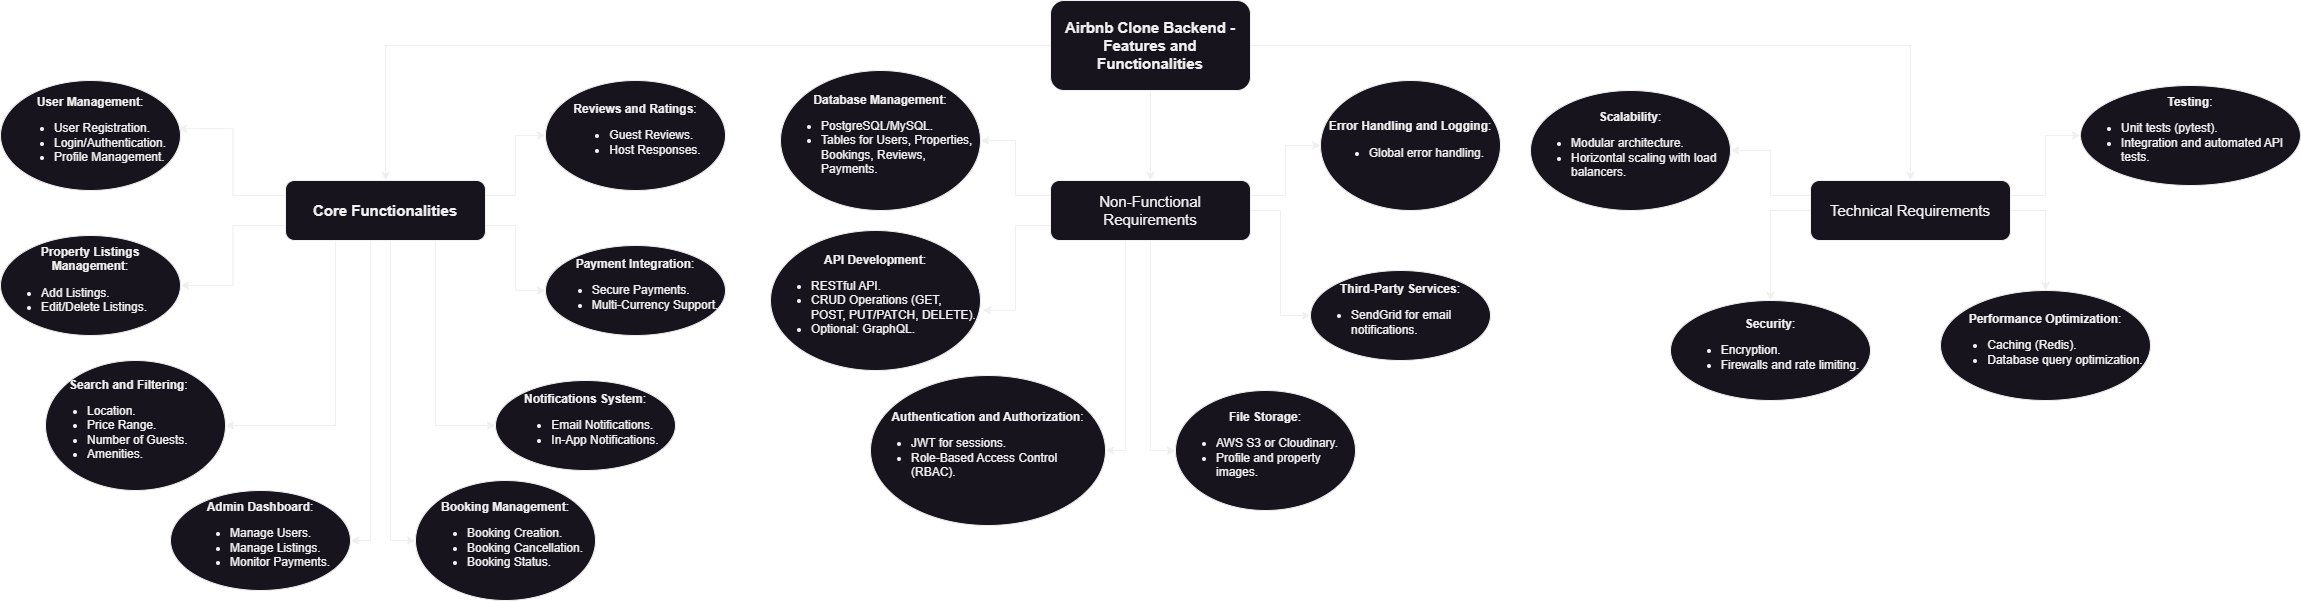 Airbnb Clone Backend -
Features and
Functionalities
Core Functionalities
User Management:
User Registration.
Login/Authentication.
Profile Management.
Reviews and Ratings:
Guest Reviews.
Host Responses.
Property Listings
Management:
Add Listings.
Edit/Delete Listings.
Payment Integration:
Secure Payments.
Multi-Currency Support.
Search and Filtering:
Location.
Price Range.
Number of Guests.
Amenities.
Notifications System:
Email Notifications.
In-App Notifications.
Admin Dashboard:
Manage Users.
Manage Listings.
Monitor Payments.
Booking Management:
Booking Creation.
Booking Cancellation.
Booking Status.
Non-Functional
Requirements
Database Management:
PostgreSQL/MySQL.
Tables for Users, Properties,
Bookings, Reviews,
Payments.
Error Handling and Logging:
Global error handling.
API Development:
RESTful API.
CRUD Operations (GET,
POST, PUT/PATCH, DELETE).
Optional: GraphQL.
Third-Party Services:
SendGrid for email
notifications.
Authentication and Authorization:
JWT for sessions.
Role-Based Access Control
(RBAC).
File Storage:
AWS S3 or Cloudinary.
Profile and property
images.
Technical Requirements
Scalability:
Modular architecture.
Horizontal scaling with load
balancers.
Testing:
Unit tests (pytest).
Integration and automated API
tests.
Security:
Encryption.
Firewalls and rate limiting.
Performance Optimization:
Caching (Redis).
Database query optimization.